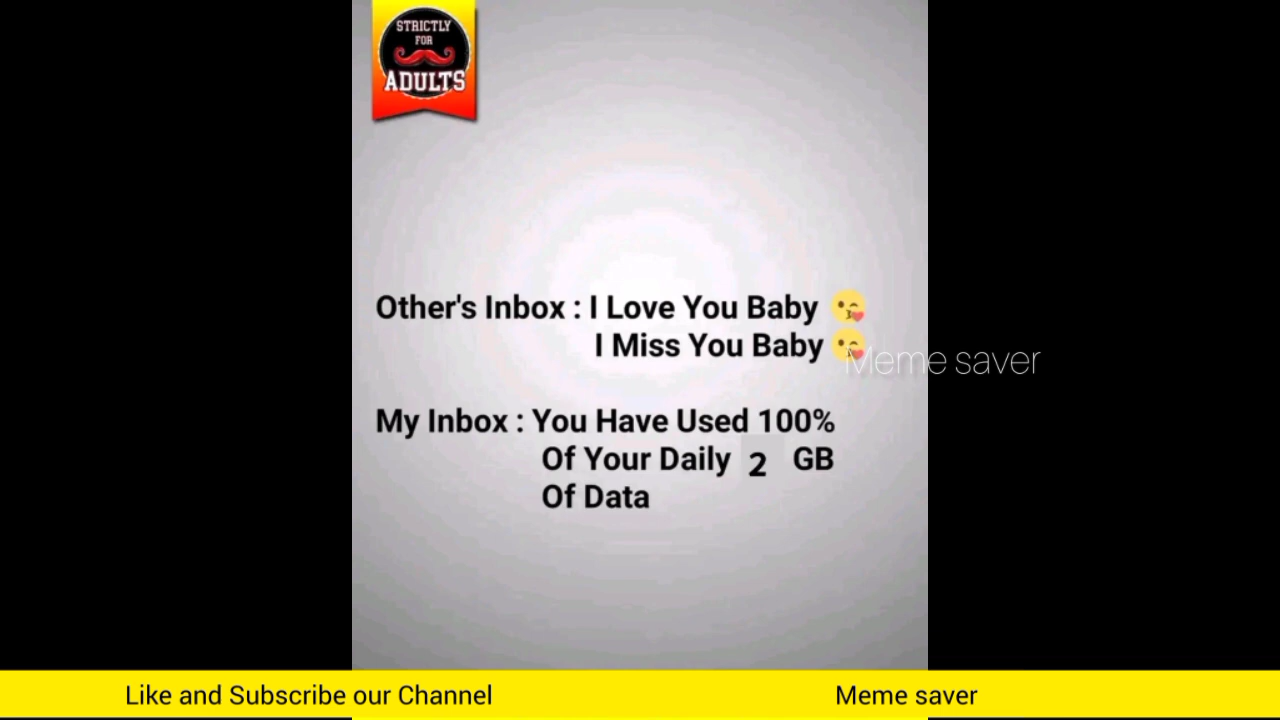 STRICTLY
FOR
ADULTS
Other's Inbox : I Love You Baby 😘
I Miss You Baby 😘
Meme saver
My Inbox : You Have Used 100%
Of Your Daily 2 GB
Of Data
Like and Subscribe our Channel
Meme saver